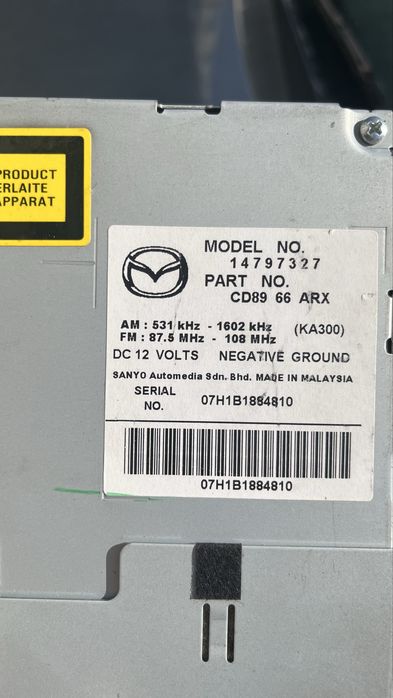 PRODUCT
ERLAITE
APPARAT
MODEL NO.
14797327
PART NO.
CD89 66 ARX
AM : 531 kHz - 1602 kHz (KA300)
FM : 87.5 MHz - 108 MHz
DC 12 VOLTS NEGATIVE GROUND
SANYO Automedia Sdn. Bhd. MADE IN MALAYSIA
SERIAL NO. 07H1B1884810
07H1B1884810